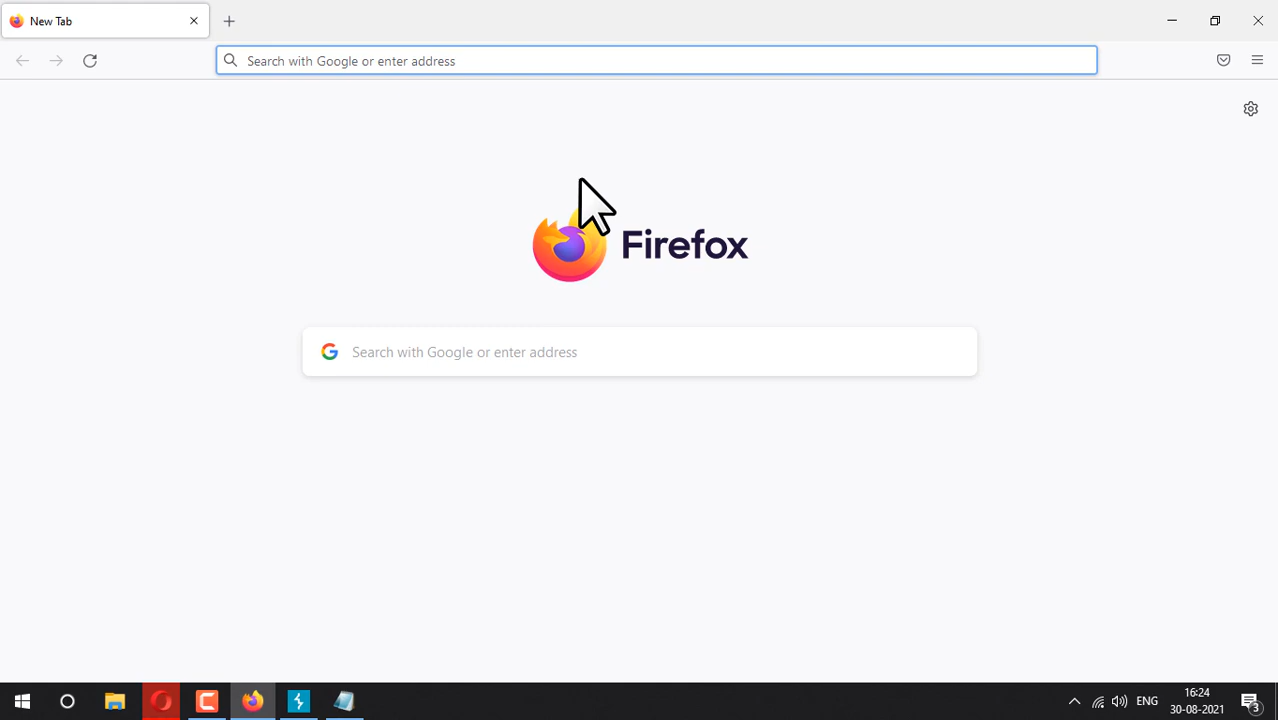 New Tab
Search with Google or enter address
Firefox
Search with Google or enter address
ENG
16:24
30-08-2021
3